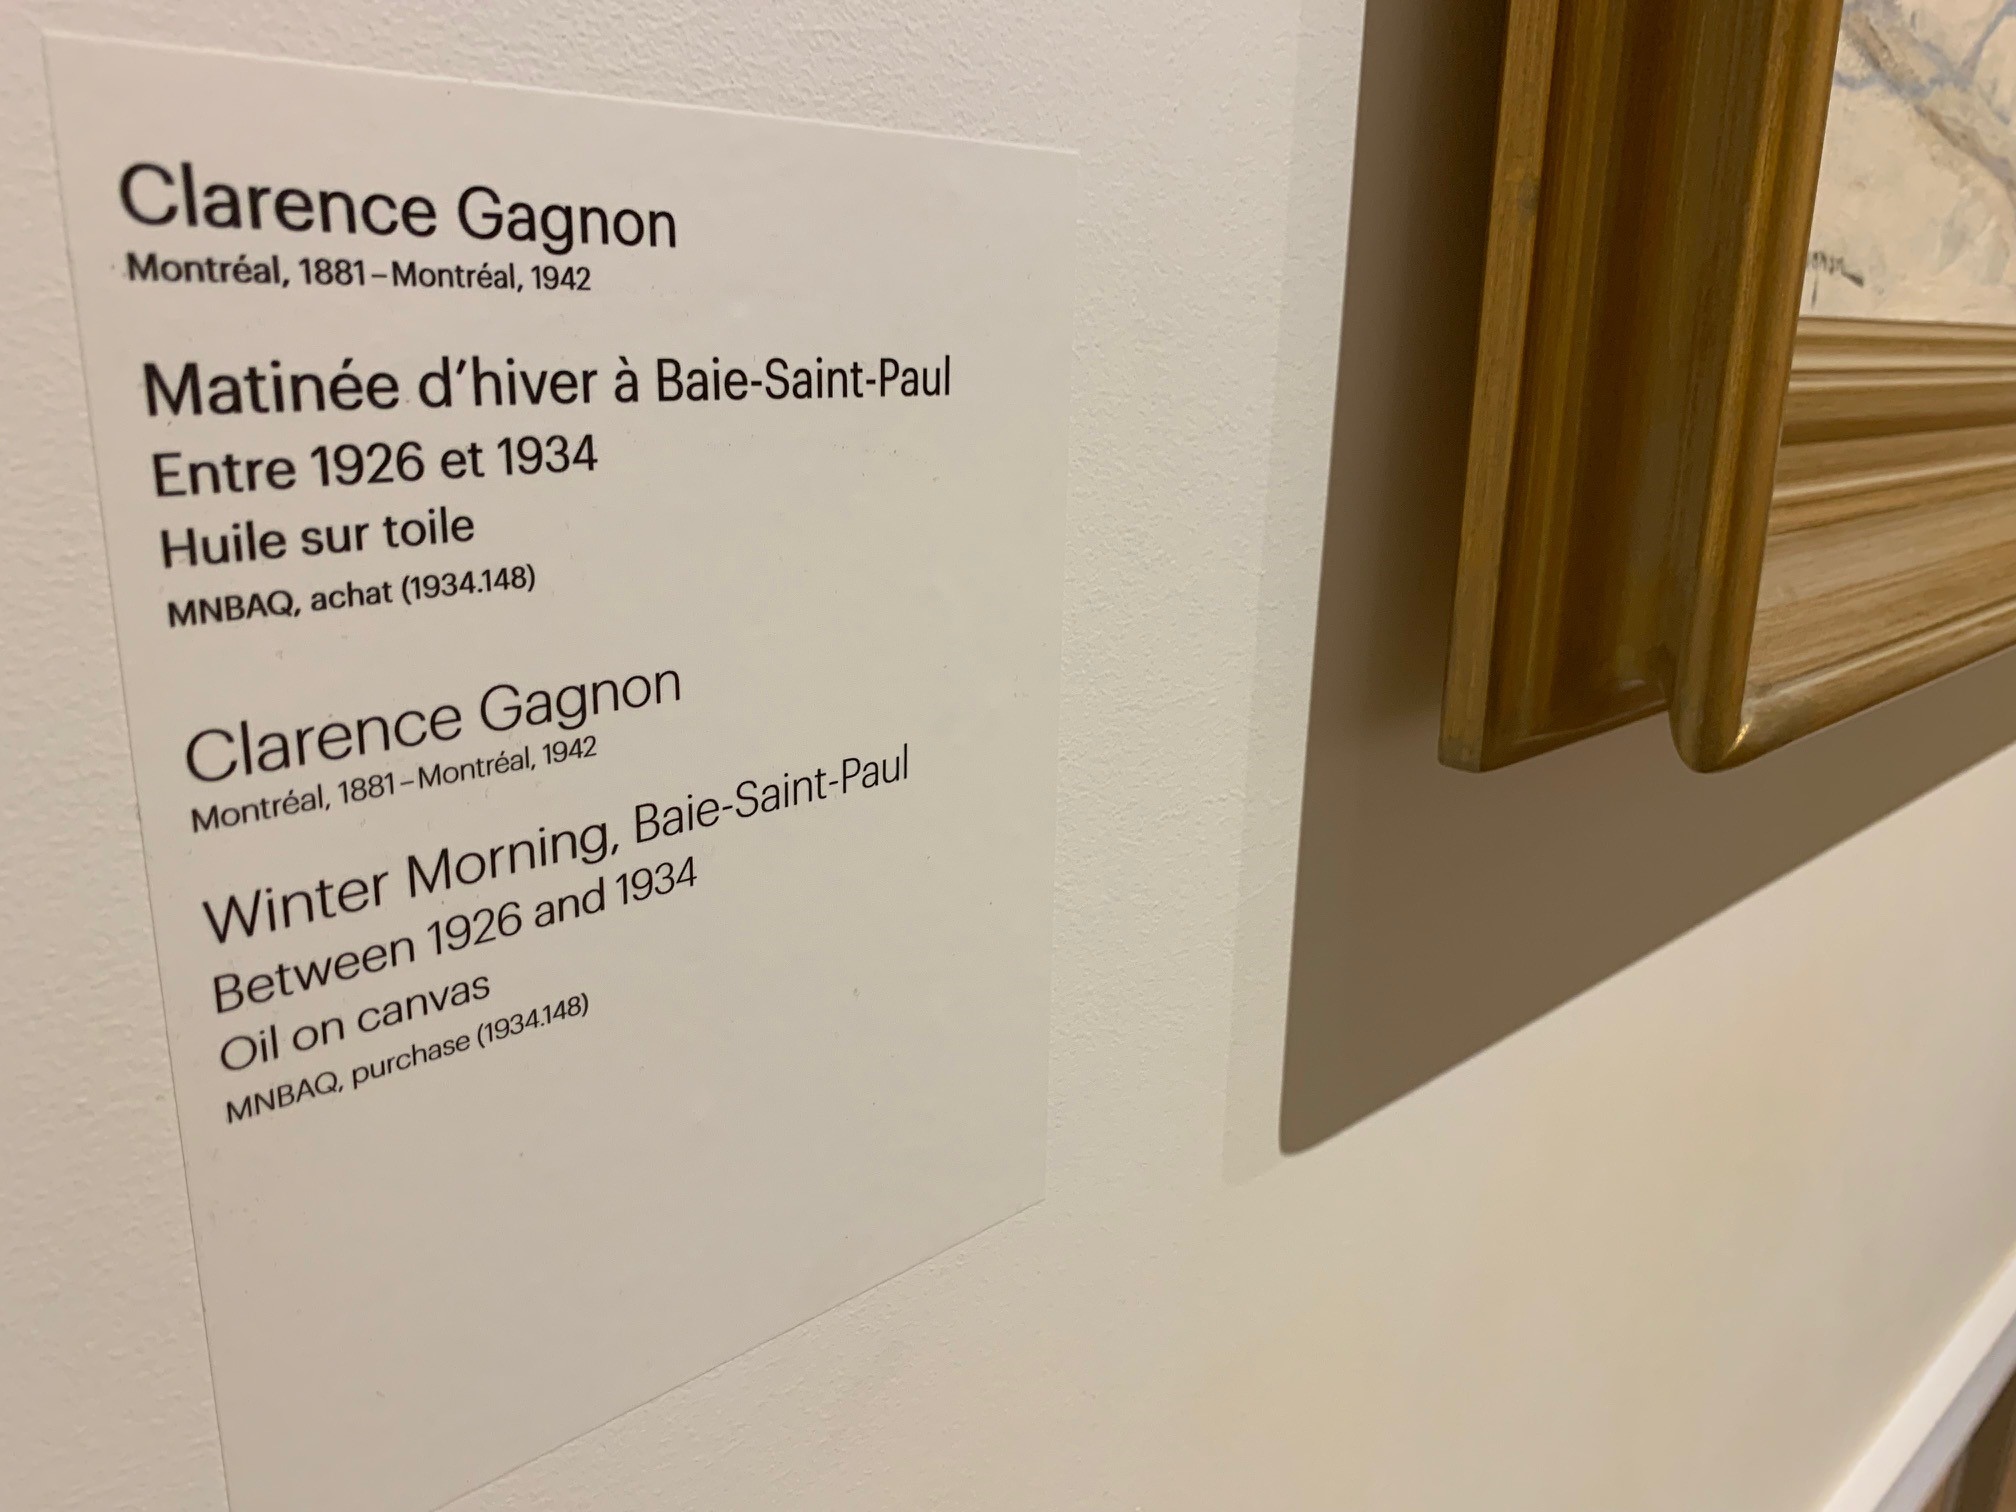 Clarence Gagnon
Montréal, 1881–Montréal, 1942
Matinée d'hiver à Baie-Saint-Paul
Entre 1926 et 1934
Huile sur toile
MNBAQ, achat (1934.148)
Clarence Gagnon
Montréal, 1881–Montréal, 1942
Winter Morning, Baie-Saint-Paul
Between 1926 and 1934
Oil on canvas
MNBAQ, purchase (1934.148)